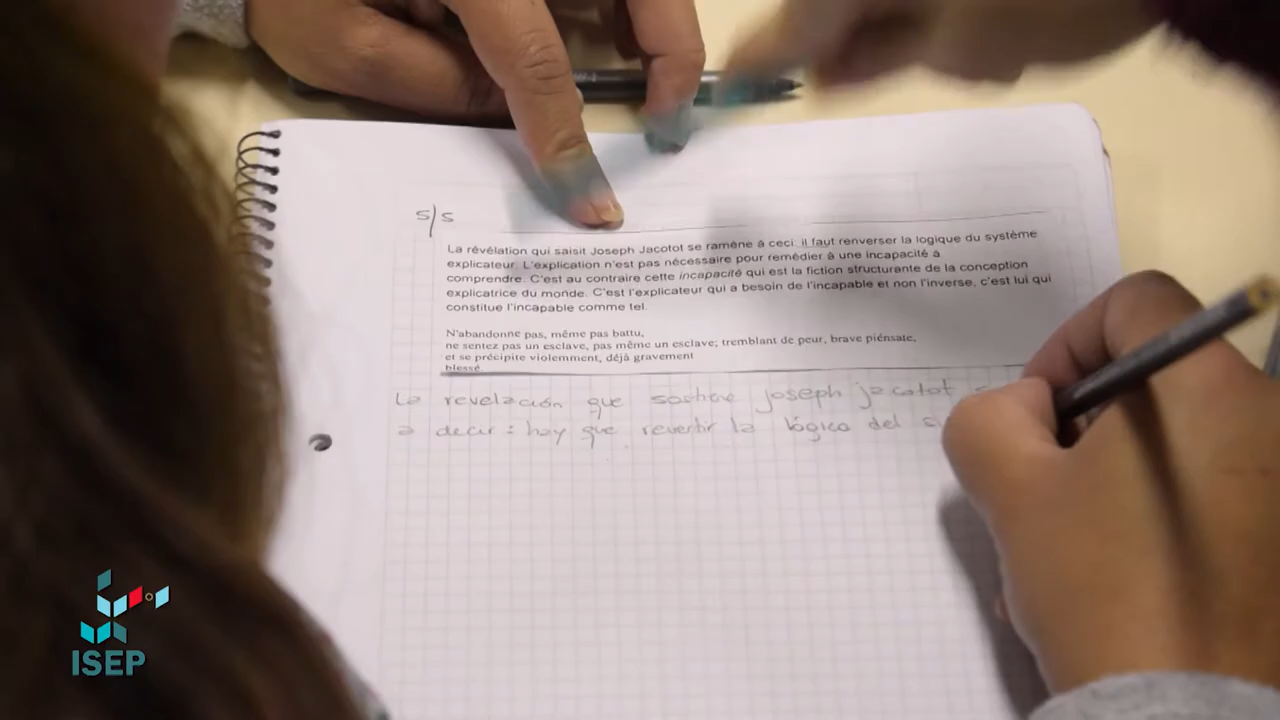 s/s
La révélation qui saisit Joseph Jacotot se ramène à ceci: il faut renverser la logique du système
explicateur. L'explication n'est pas nécessaire pour remédier à une incapacité à
comprendre. C'est au contraire cette incapacité qui est la fiction structurante de la conception
explicatrice du monde. C'est l'explicateur qui a besoin de l'incapable et non l'inverse, c'est lui qui
constitue l'incapable comme tel.
N'abandonne pas, même pas battu,
ne sentez pas un esclave, pas même un esclave; tremblant de peur, brave piénsate,
et se précipite violemment, déjà gravement
blessé.
La revelación que sostiene Joseph jacotot
a decir: hay que revertir la lógica del si
ISEP